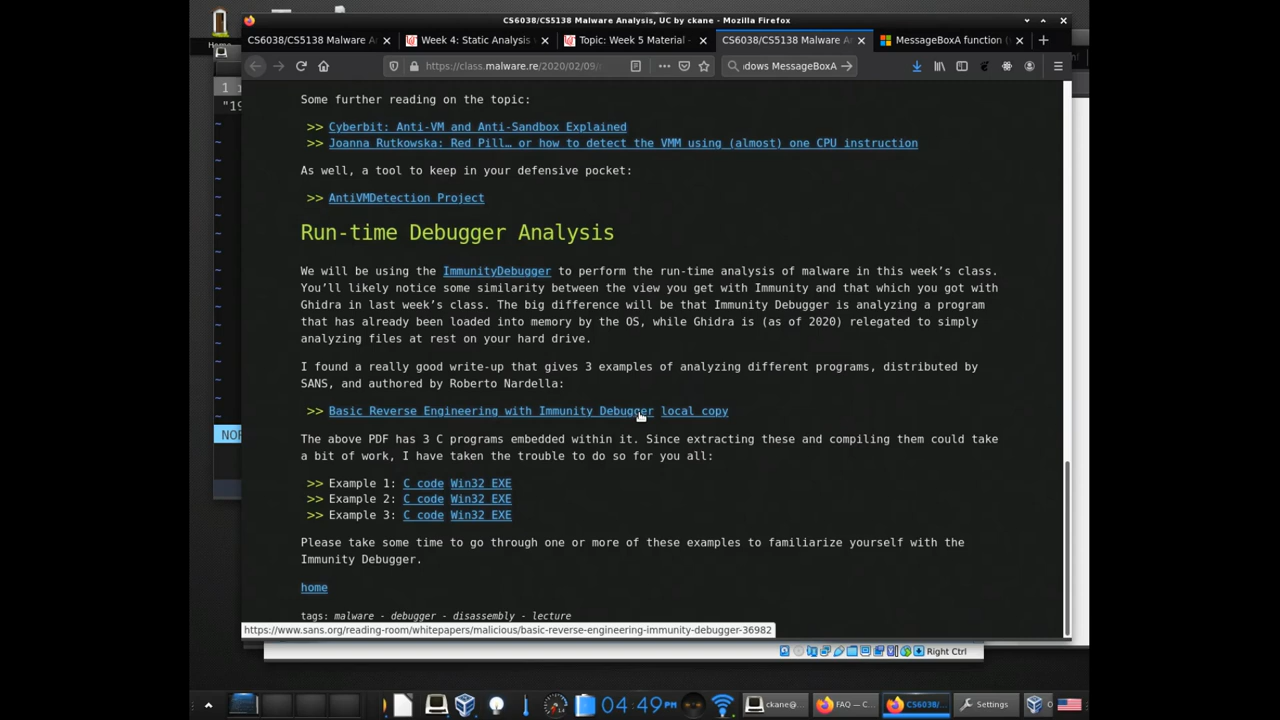 CS6038/CS5138 Malware Analysis, UC by ckane - Mozilla Firefox
CS6038/CS5138 Malware A
Week 4: Static Analysis
Topic: Week 5 Material -
CS6038/CS5138 Malware An
MessageBoxA function (
https://class.malware.re/2020/02/09/
dows MessageBoxA
Some further reading on the topic:
>> Cyberbit: Anti-VM and Anti-Sandbox Explained
>> Joanna Rutkowska: Red Pill… or how to detect the VMM using (almost) one CPU instruction
As well, a tool to keep in your defensive pocket:
>> AntiVMDetection Project
Run-time Debugger Analysis
We will be using the ImmunityDebugger to perform the run-time analysis of malware in this week’s class.
You’ll likely notice some similarity between the view you get with Immunity and that which you got with
Ghidra in last week’s class. The big difference will be that Immunity Debugger is analyzing a program
that has already been loaded into memory by the OS, while Ghidra is (as of 2020) relegated to simply
analyzing files at rest on your hard drive.
I found a really good write-up that gives 3 examples of analyzing different programs, distributed by
SANS, and authored by Roberto Nardella:
>> Basic Reverse Engineering with Immunity Debugger local copy
The above PDF has 3 C programs embedded within it. Since extracting these and compiling them could take
a bit of work, I have taken the trouble to do so for you all:
>> Example 1: C code Win32 EXE
>> Example 2: C code Win32 EXE
>> Example 3: C code Win32 EXE
Please take some time to go through one or more of these examples to familiarize yourself with the
Immunity Debugger.
home
tags: malware - debugger - disassembly - lecture
https://www.sans.org/reading-room/whitepapers/malicious/basic-reverse-engineering-immunity-debugger-36982
Right Ctrl
04:49 PM
ckane@
FAQ — C...
CS6038/...
Settings